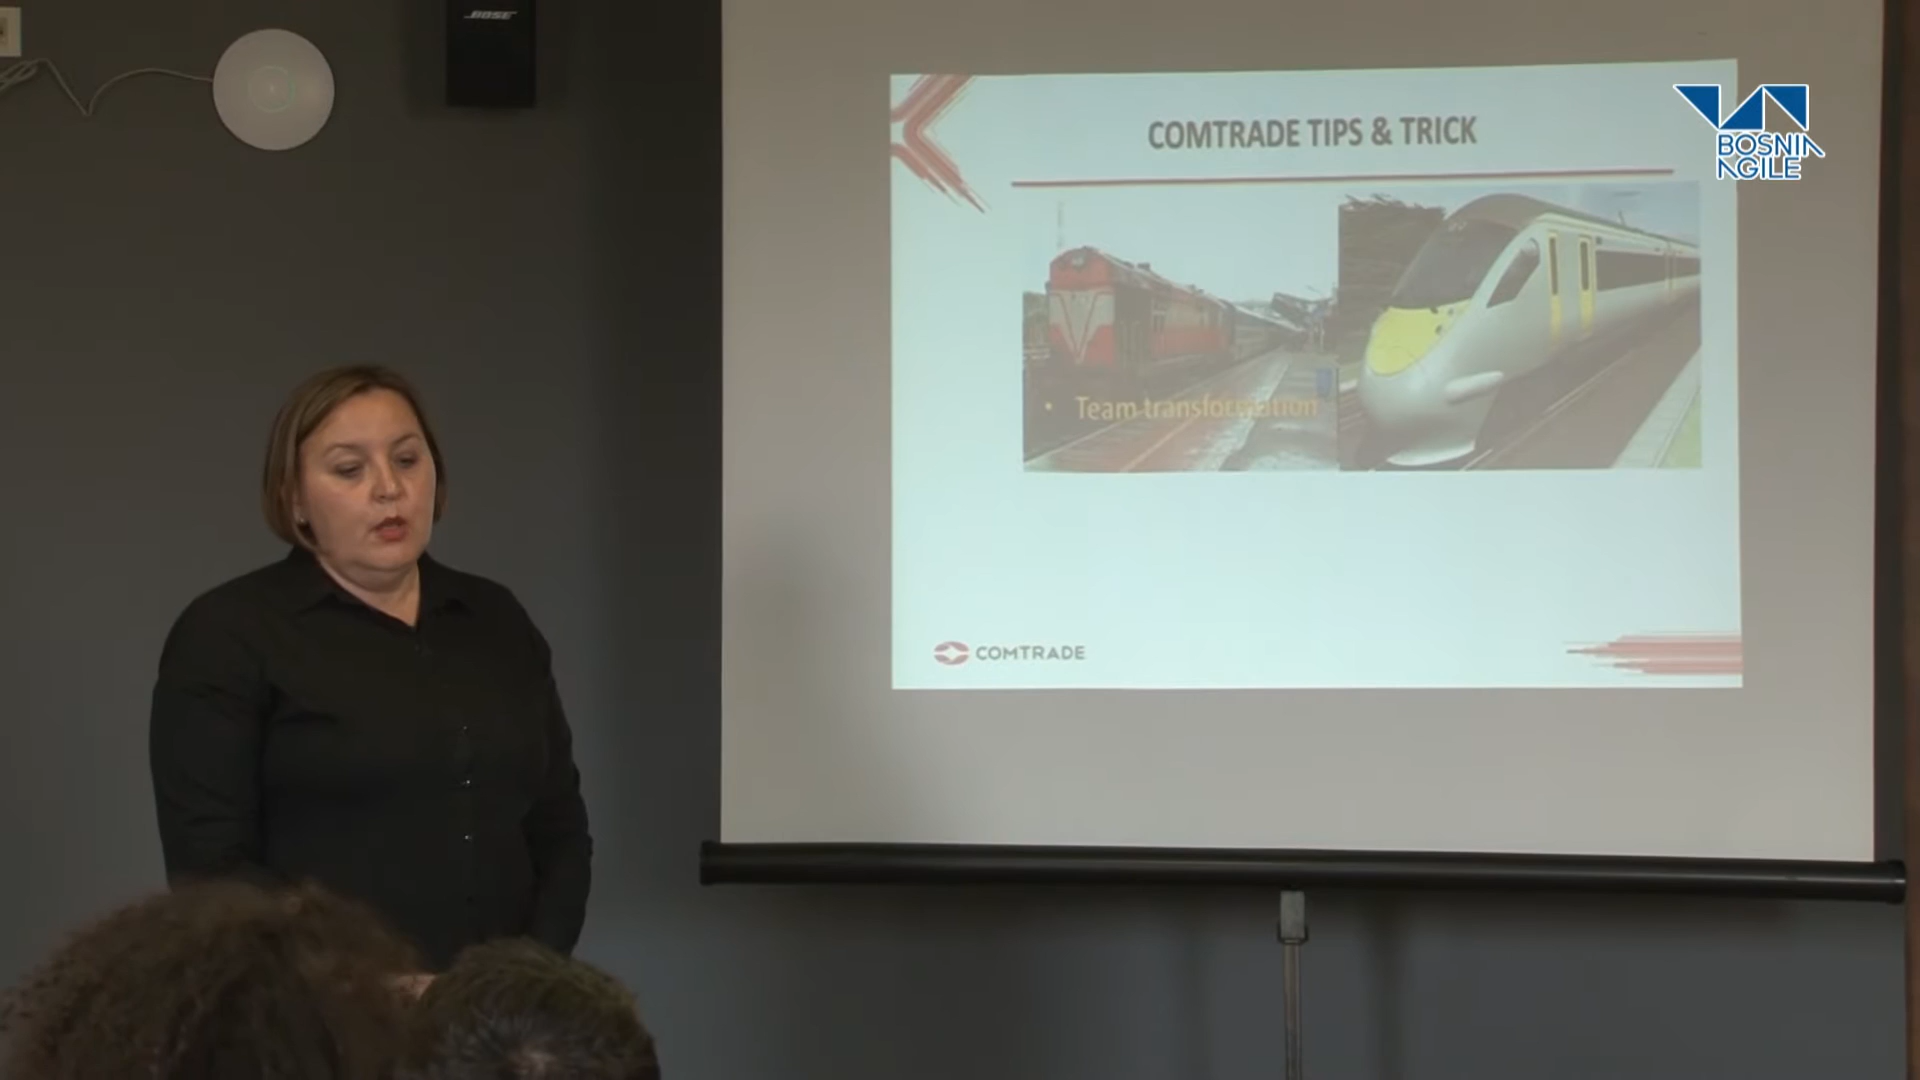 BOSE
COMTRADE TIPS & TRICK
BOSNIA
AGILE
• Team transformation
COMTRADE